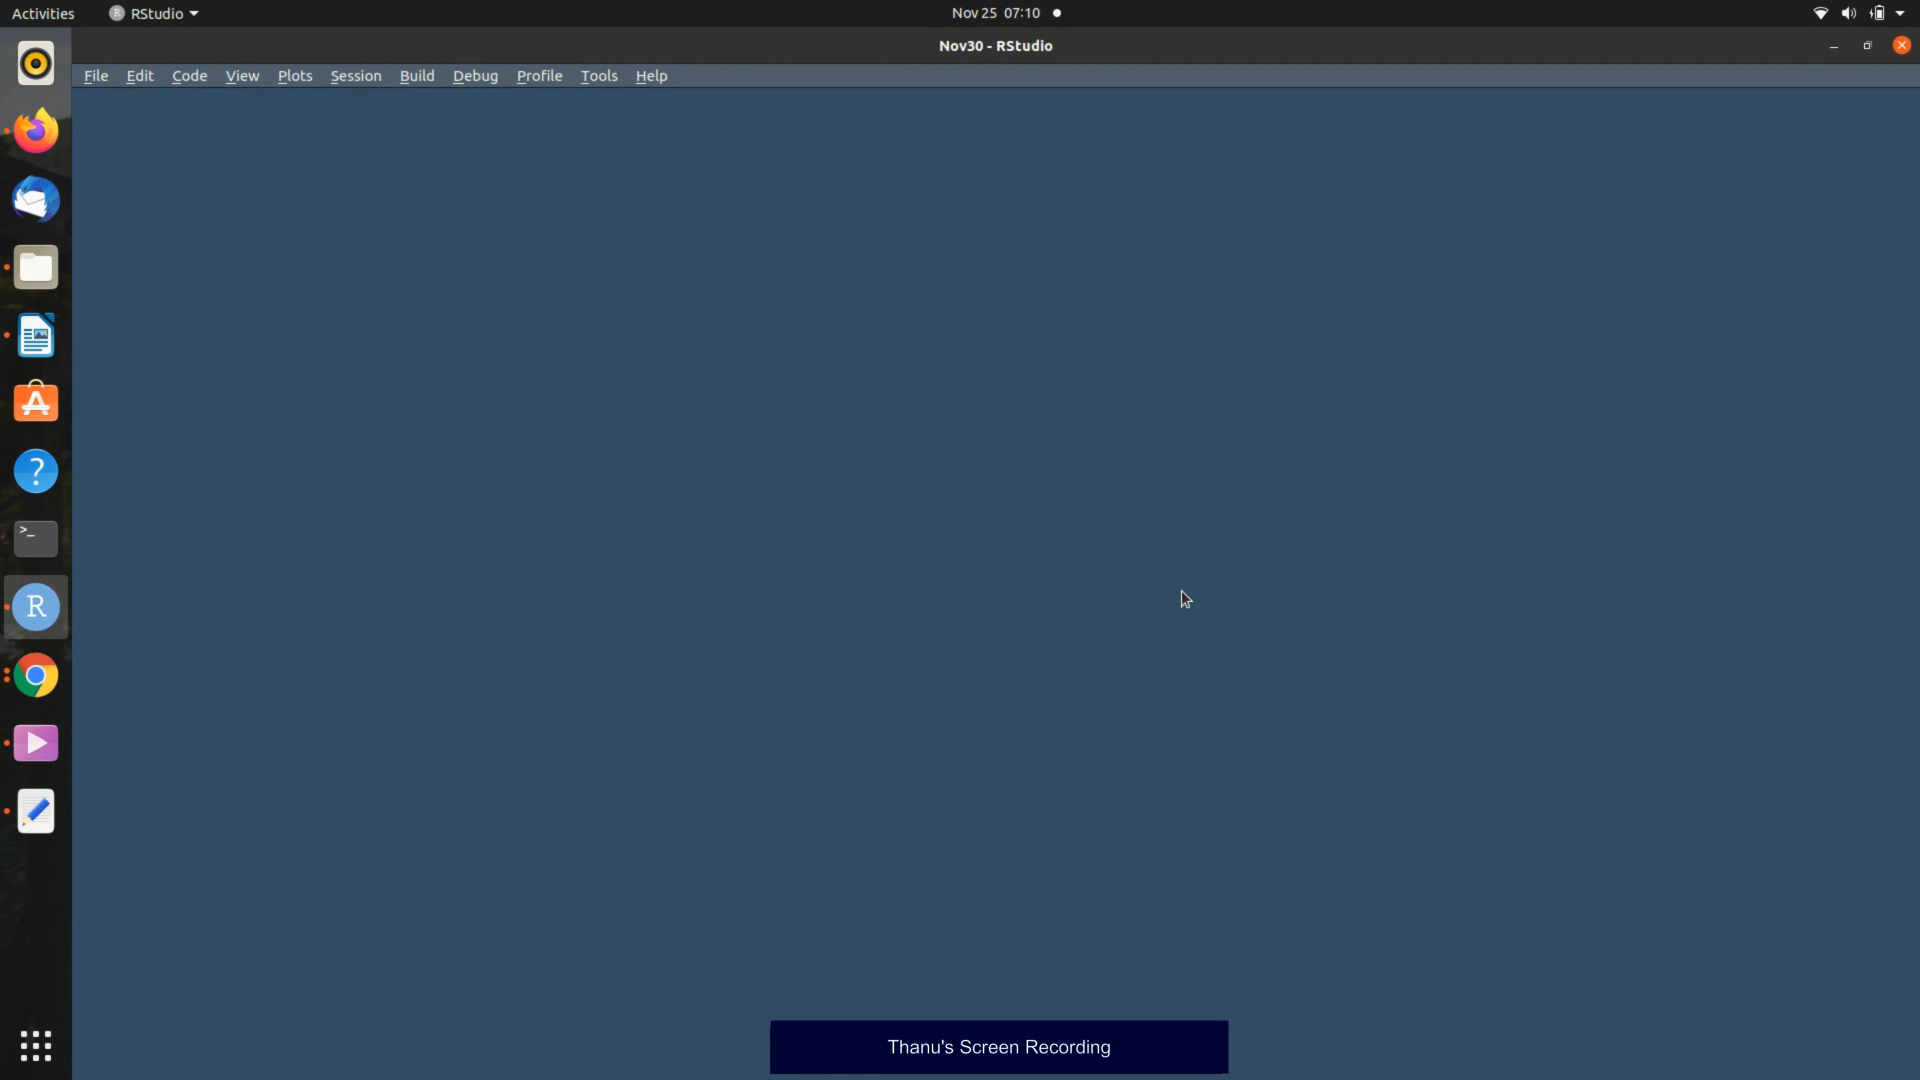 Activities RStudio Nov 25 07:10
Nov30 - RStudio
File Edit Code View Plots Session Build Debug Profile Tools Help
?
>_
R
Thanu's Screen Recording